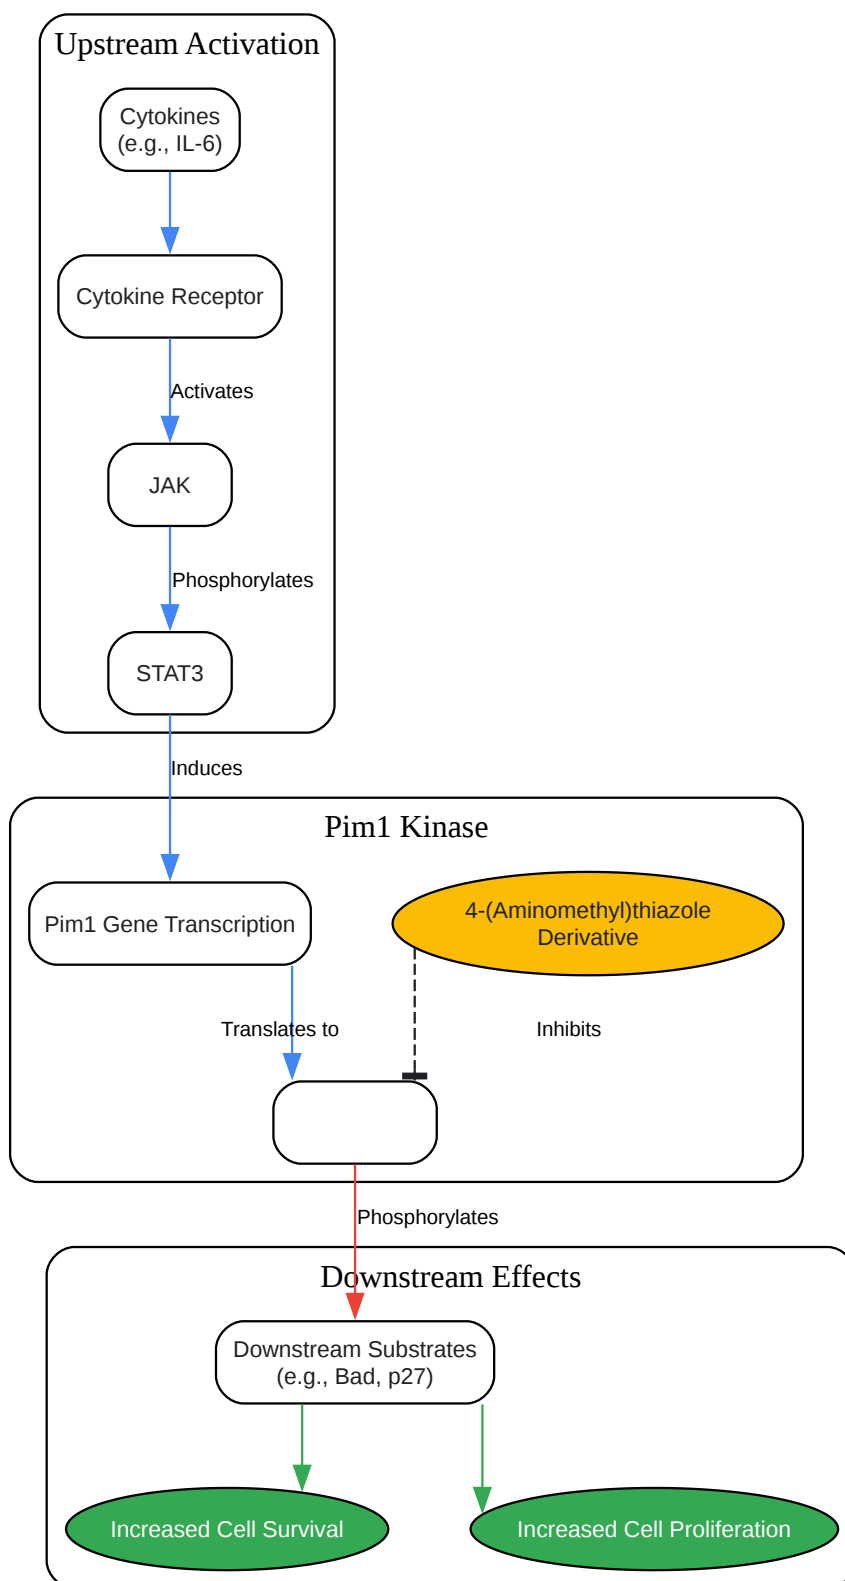 Upstream Activation
Cytokines
(e.g., IL-6)
Cytokine Receptor
Activates
JAK
Phosphorylates
STAT3
Induces
Pim1 Kinase
Pim1 Gene Transcription
4-(Aminomethyl)thiazole
Derivative
Translates to
Inhibits
Phosphorylates
Downstream Effects
Downstream Substrates
(e.g., Bad, p27)
Increased Cell Survival
Increased Cell Proliferation